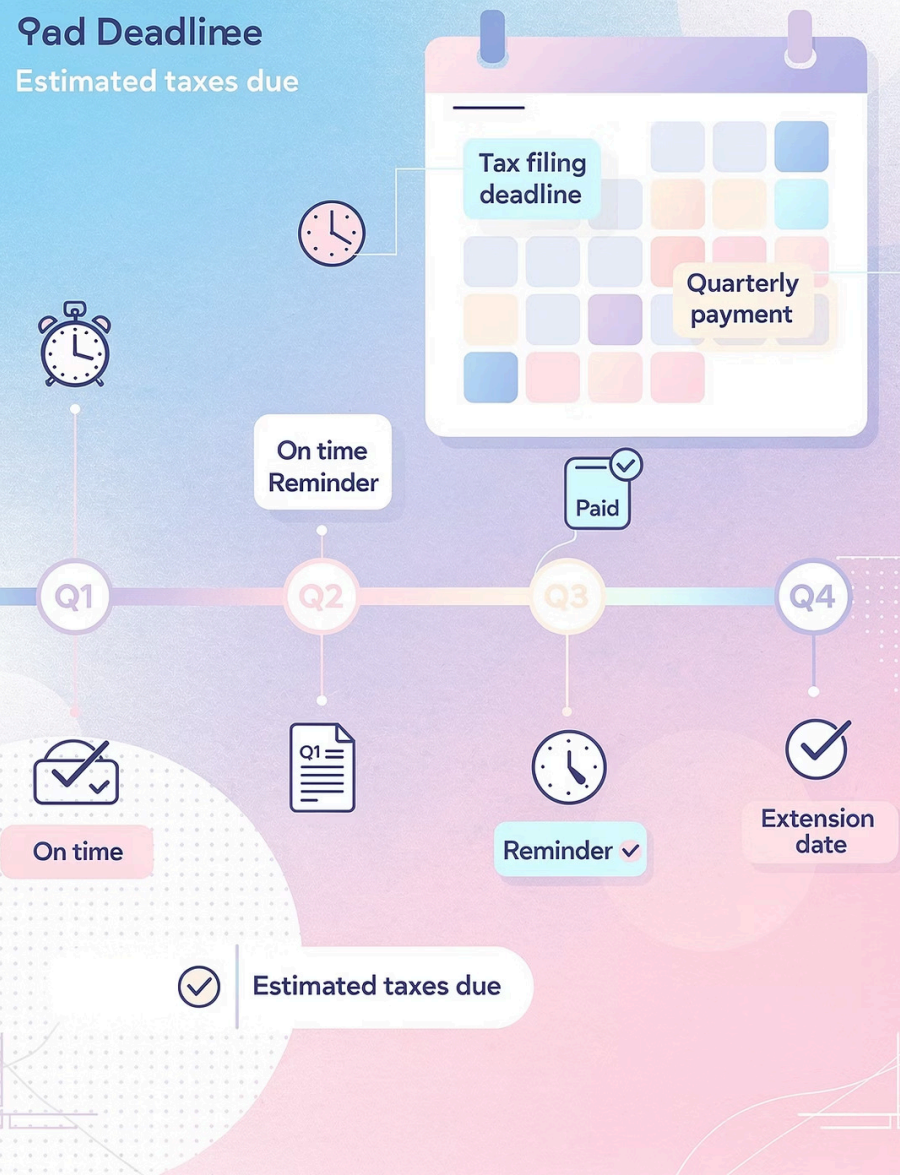 Pad Deadlinee
Estimated taxes due
Tax filing
deadline
Quarterly
payment
On time
Reminder
Paid
Q1
Q2
Q3
Q4
Q1
On time
Reminder
Extension
date
Estimated taxes due